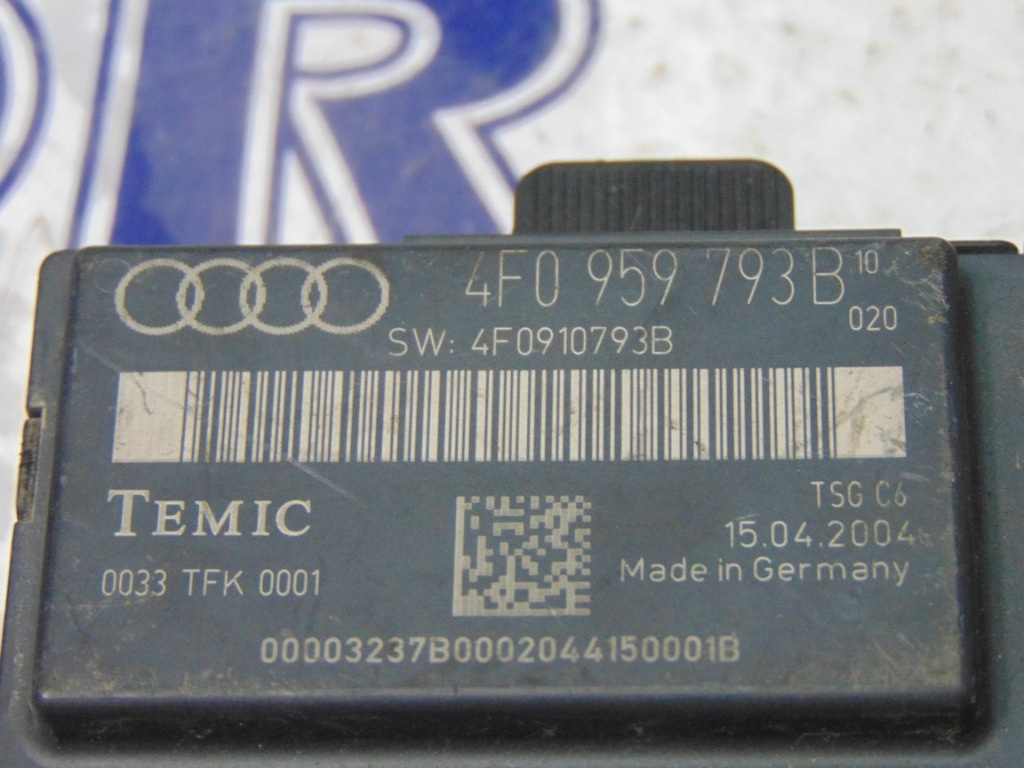 R
4F0 959 793 B 10
020
SW: 4F0910793B
TEMIC
TSG C6
15.04.2004
0033 TFK 0001
Made in Germany
00003237B0002044150001B